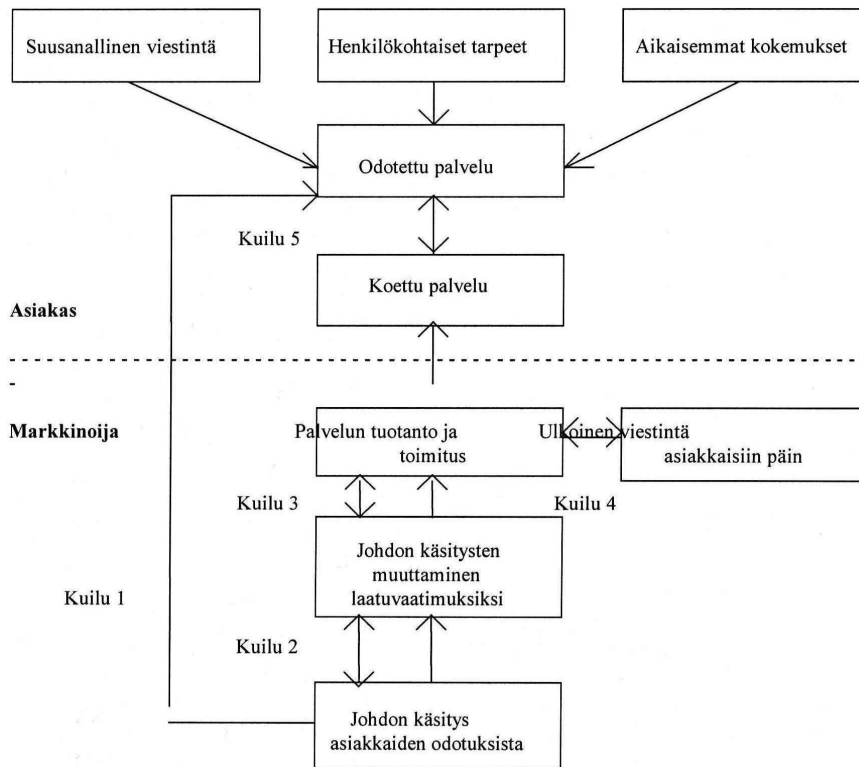 Suusanallinen viestintä
Henkilökohtaiset tarpeet
Aikaisemmat kokemukset
Odotettu palvelu
Kuilu 5
Koettu palvelu
Asiakas
-
Markkinoija
Palvelun tuotanto ja
toimitus
Ulkoinen viestintä
asiakkaisiin päin
Kuilu 3
Kuilu 4
Johdon käsitysten
muuttaminen
laatuvaatimuksiksi
Kuilu 1
Kuilu 2
Johdon käsitys
asiakkaiden odotuksista